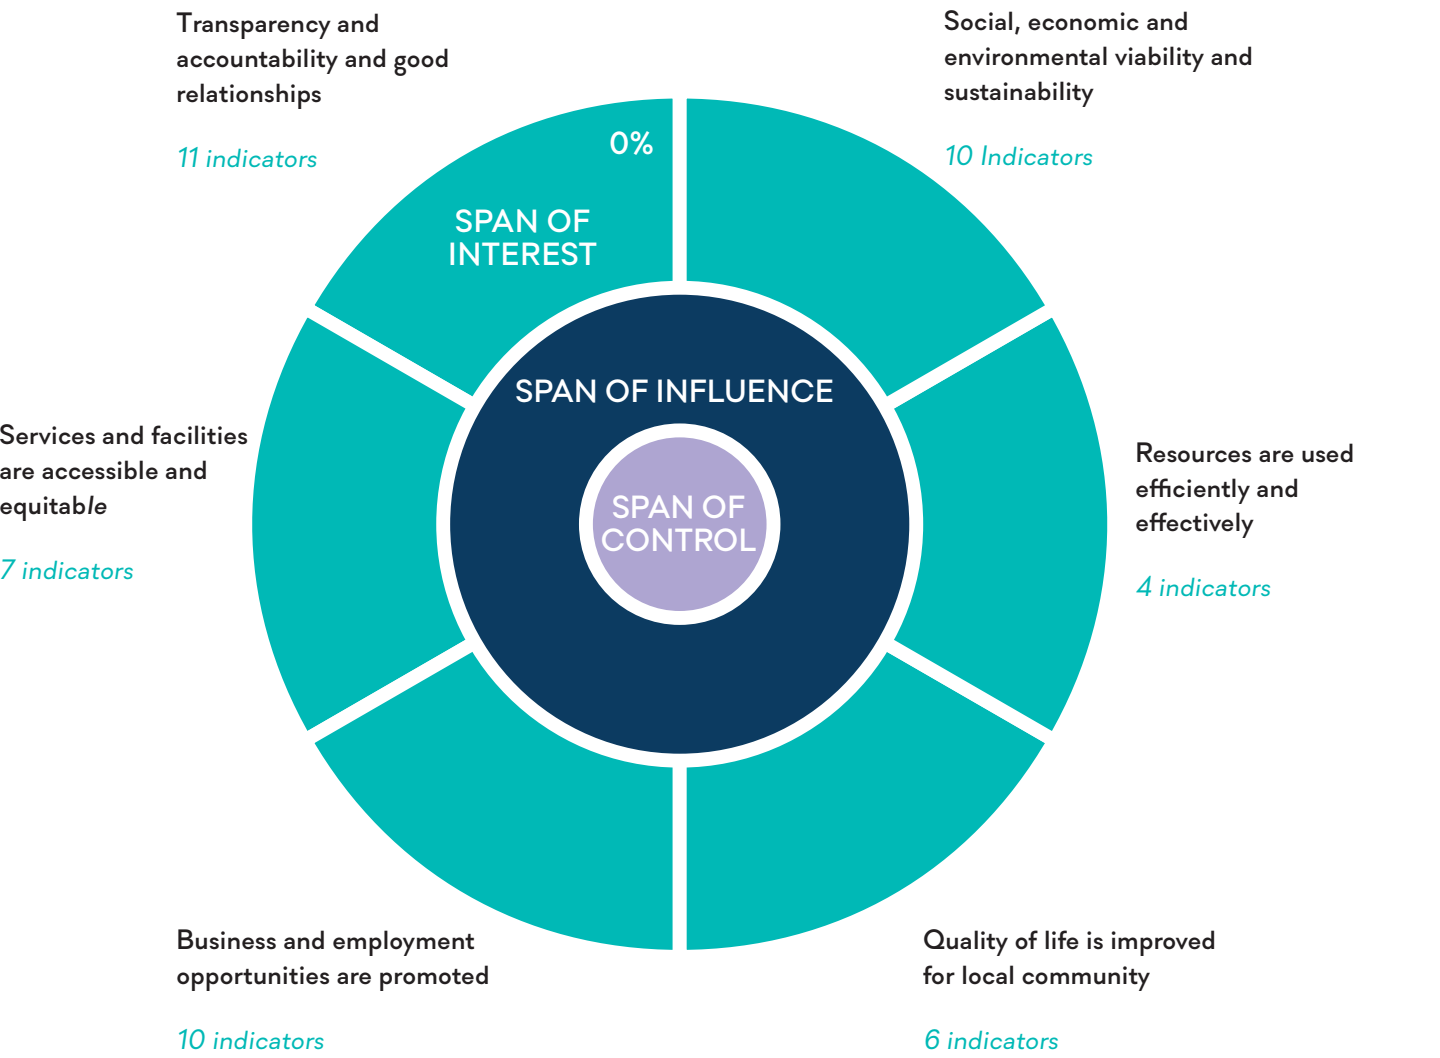 Transparency and
accountability and good
relationships
11 indicators
Social, economic and
environmental viability and
sustainability
10 Indicators
0%
SPAN OF
INTEREST
SPAN OF INFLUENCE
SPAN OF
CONTROL
Services and facilities
are accessible and
equitable
7 indicators
Resources are used
efficiently and
effectively
4 indicators
Business and employment
opportunities are promoted
10 indicators
Quality of life is improved
for local community
6 indicators